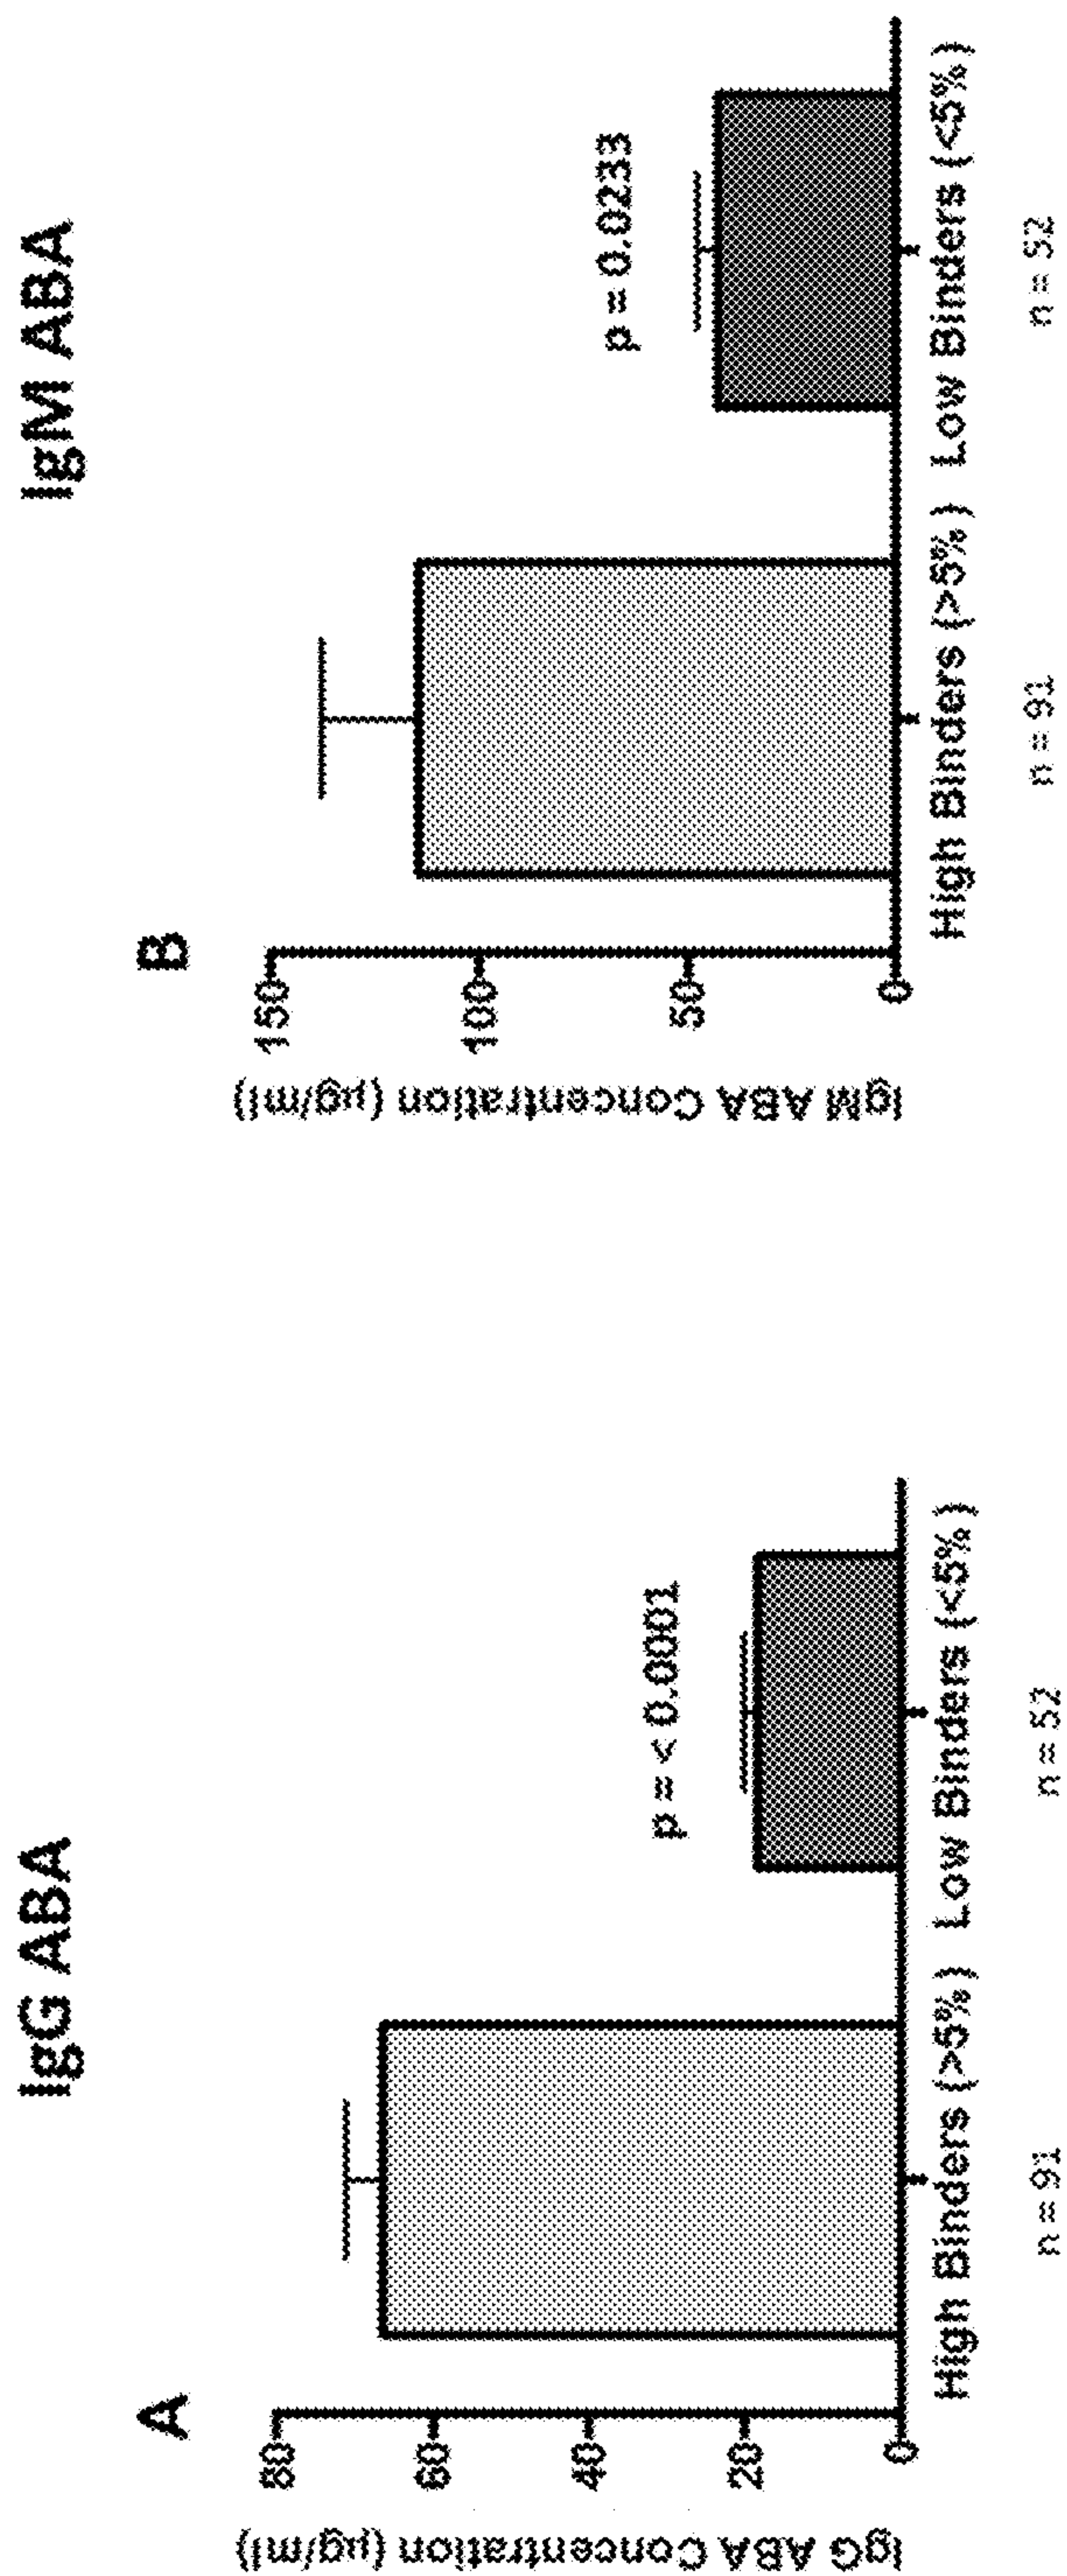 IgG ABA
A
IgG ABA Concentration (μg/ml)
80
60
40
20
0
p = < 0.0001
High Binders (>5%) Low Binders (<5%)
n = 91 n = 52
IgM ABA
B
IgM ABA Concentration (μg/ml)
150
100
50
0
p = 0.0233
High Binders (>5%) Low Binders (<5%)
n = 91 n = 52